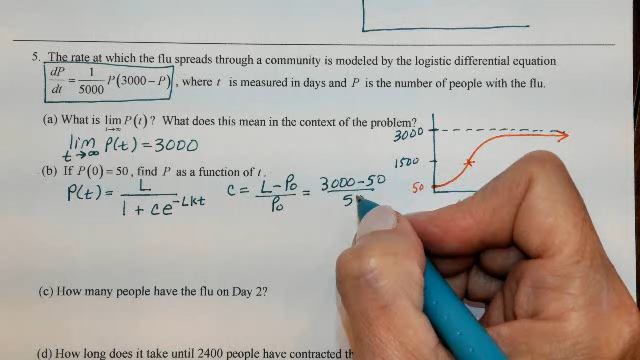 5. The rate at which the flu spreads through a community is modeled by the logistic differential equation
dP/dt = 1/5000 P(3000 − P), where t is measured in days and P is the number of people with the flu.
(a) What is lim t→∞ P(t)? What does this mean in the context of the problem?
lim t→∞ P(t) = 3000
3000
1500
50
(b) If P(0) = 50, find P as a function of t.
P(t) = L / 1 + ce^-Lkt c = L − P₀ / P₀ = 3000 − 50 / 5
(c) How many people have the flu on Day 2?
(d) How long does it take until 2400 people have contracted